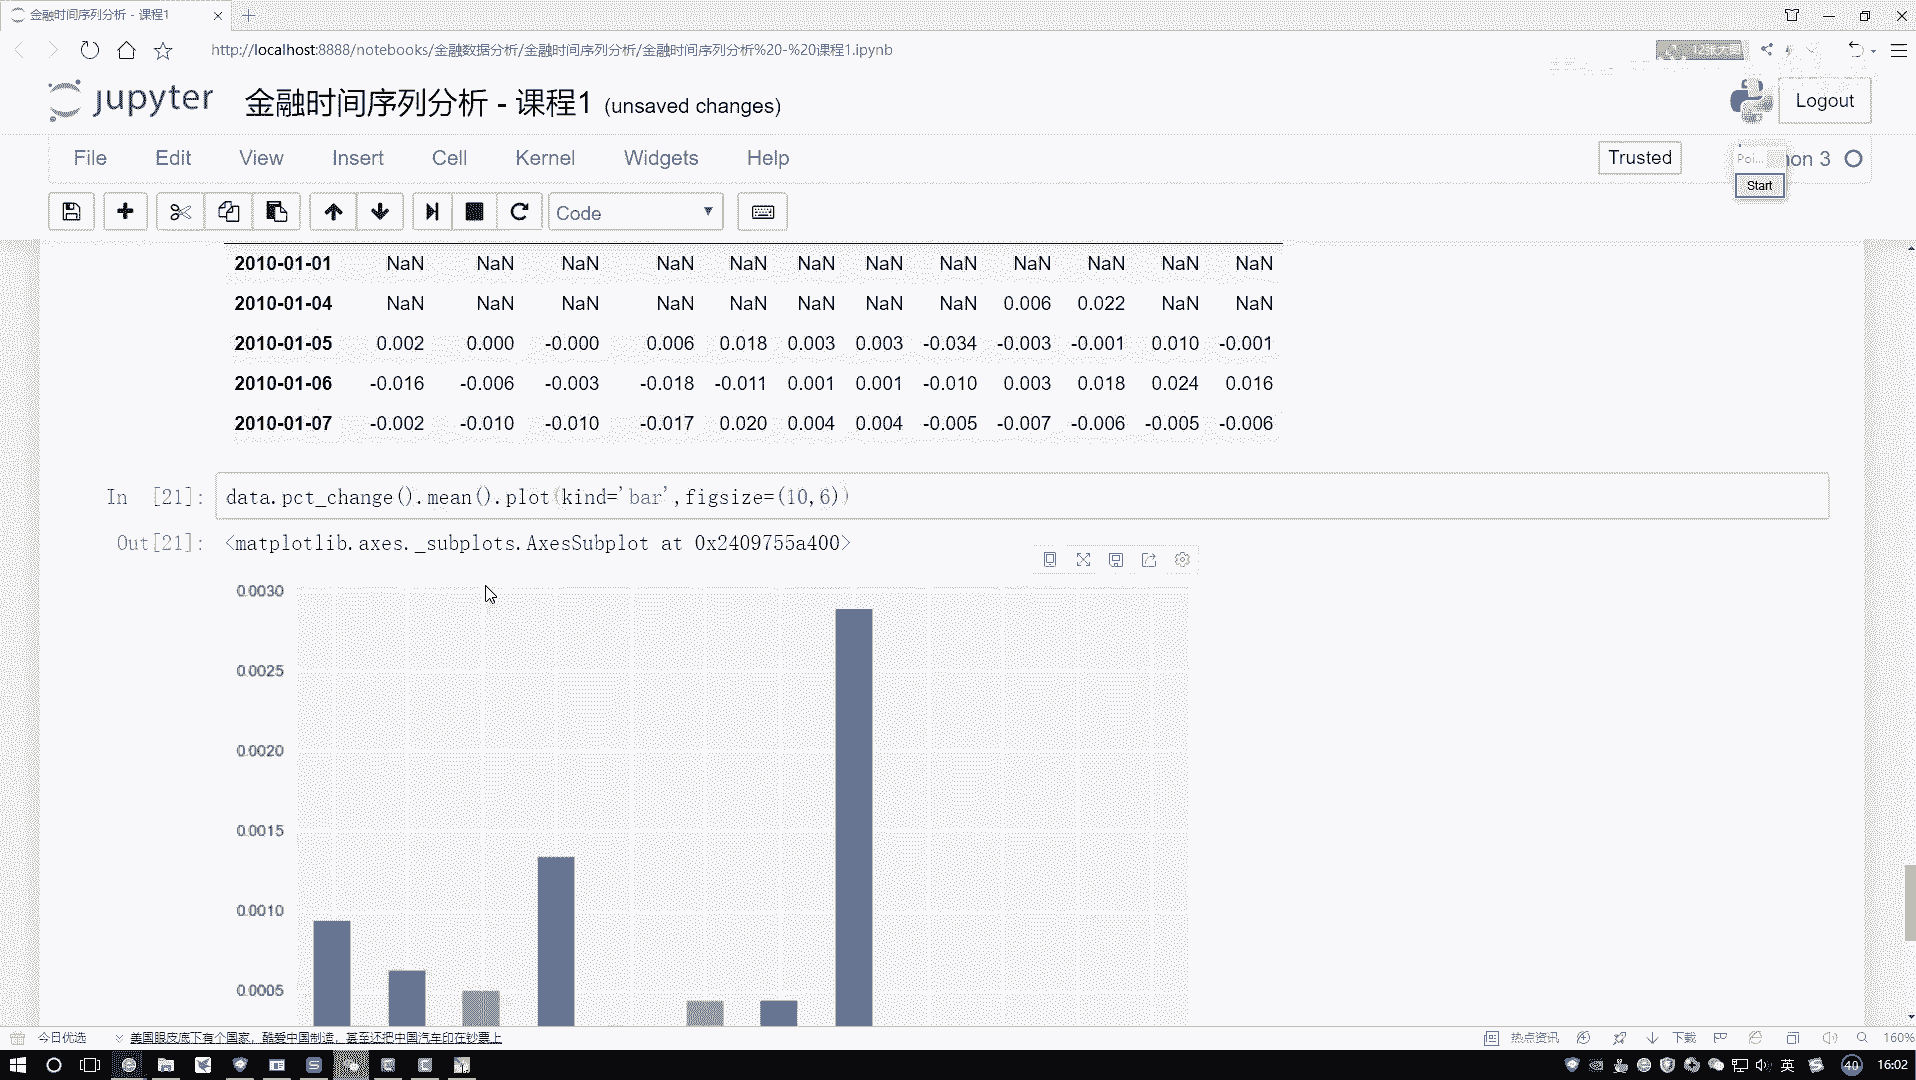 金融时间序列分析 - 课程1
http://localhost:8888/notebooks/金融数据分析/金融时间序列分析/金融时间序列分析%20-%20课程1.ipynb
12张大图
jupyter 金融时间序列分析 - 课程1 (unsaved changes)
Logout
File Edit View Insert Cell Kernel Widgets Help
Trusted
Poi... on 3
Start
Code
2010-01-01 NaN NaN NaN NaN NaN NaN NaN NaN NaN NaN NaN NaN
2010-01-04 NaN NaN NaN NaN NaN NaN NaN NaN 0.006 0.022 NaN NaN
2010-01-05 0.002 0.000 -0.000 0.006 0.018 0.003 0.003 -0.034 -0.003 -0.001 0.010 -0.001
2010-01-06 -0.016 -0.006 -0.003 -0.018 -0.011 0.001 0.001 -0.010 0.003 0.018 0.024 0.016
2010-01-07 -0.002 -0.010 -0.010 -0.017 0.020 0.004 0.004 -0.005 -0.007 -0.006 -0.005 -0.006
In [21]: data.pct_change().mean().plot(kind='bar',figsize=(10,6))
Out[21]: <matplotlib.axes._subplots.AxesSubplot at 0x2409755a400>
0.0030
0.0025
0.0020
0.0015
0.0010
0.0005
今日优选 美国眼皮底下有个国家，酷爱中国制造，甚至还把中国汽车印在钞票上 热点资讯 下载 160%
英 40 16:02